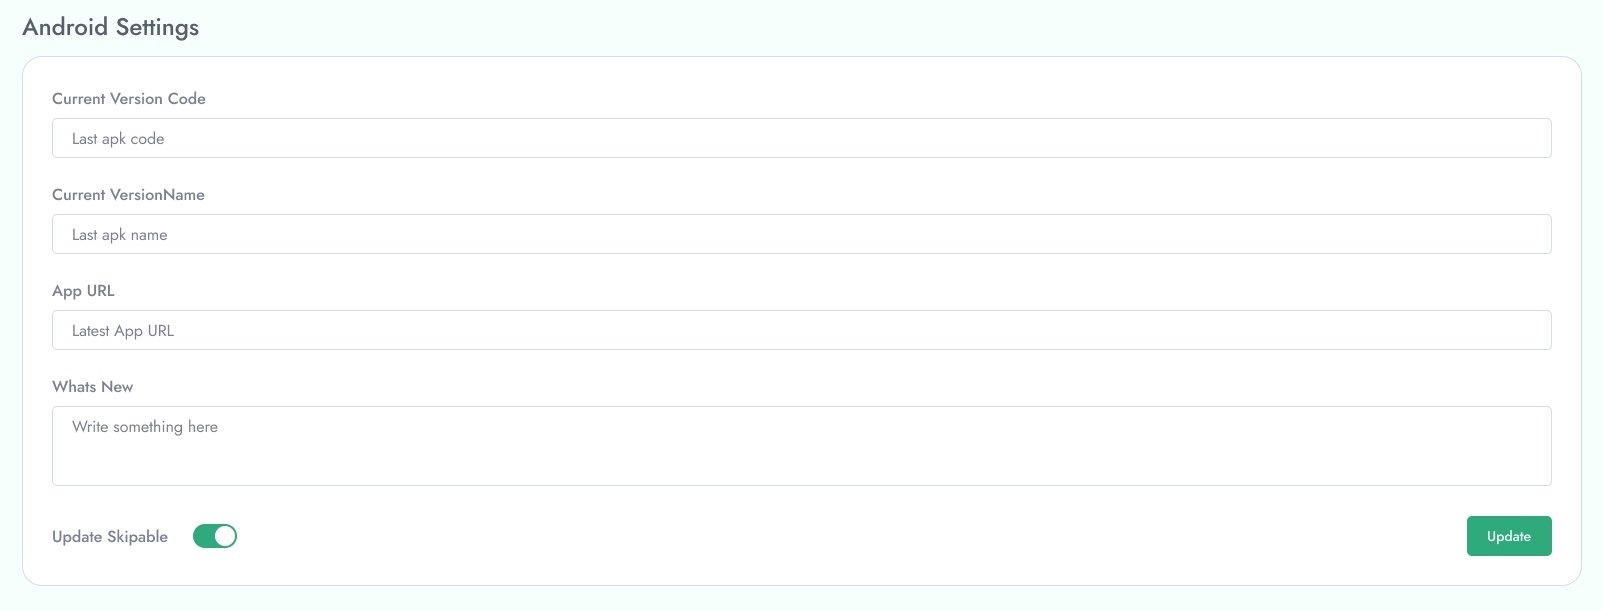 Android Settings
Current Version Code
Last apk code
Current VersionName
Last apk name
App URL
Latest App URL
Whats New
Write something here
Update Skipable
Update